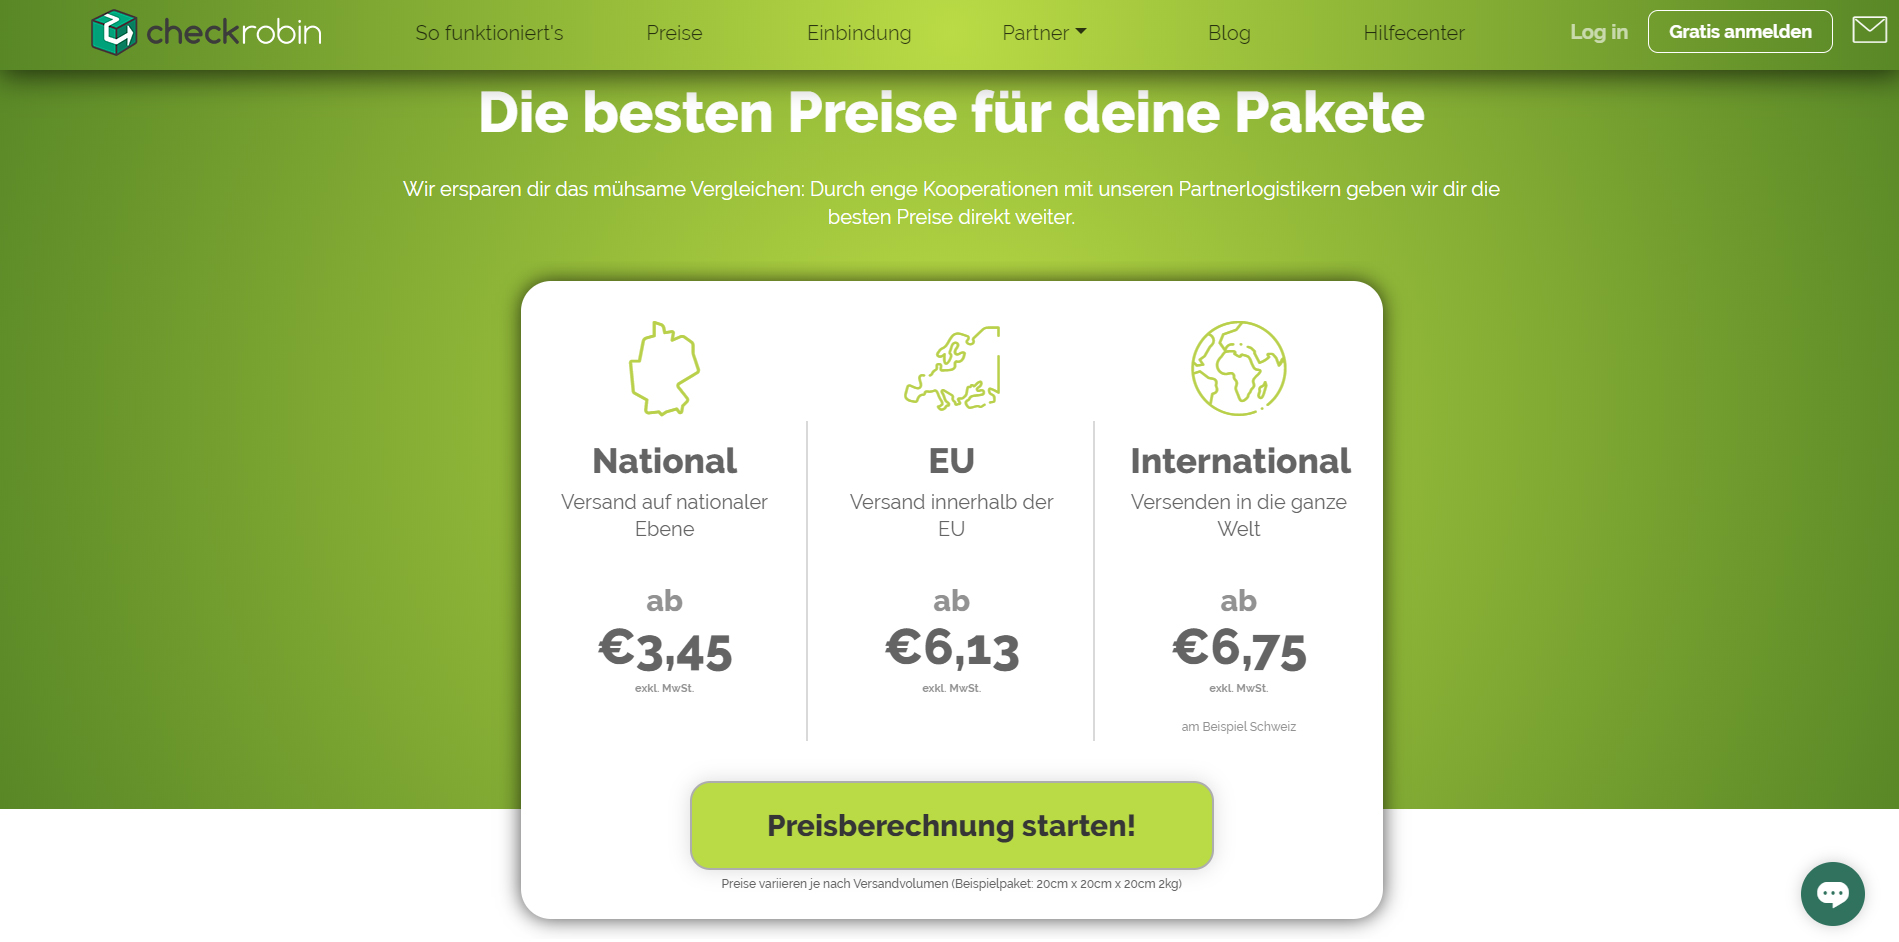 checkrobin
So funktioniert's
Preise
Einbindung
Partner
Blog
Hilfecenter
Log in
Gratis anmelden
Die besten Preise für deine Pakete
Wir ersparen dir das mühsame Vergleichen: Durch enge Kooperationen mit unseren Partnerlogistikern geben wir dir die
besten Preise direkt weiter.
National
Versand auf nationaler
Ebene
ab
€3,45
exkl. MwSt.
EU
Versand innerhalb der
EU
ab
€6,13
exkl. MwSt.
International
Versenden in die ganze
Welt
ab
€6,75
exkl. MwSt.
am Beispiel Schweiz
Preisberechnung starten!
Preise variieren je nach Versandvolumen (Beispielpaket: 20cm x 20cm x 20cm 2kg)